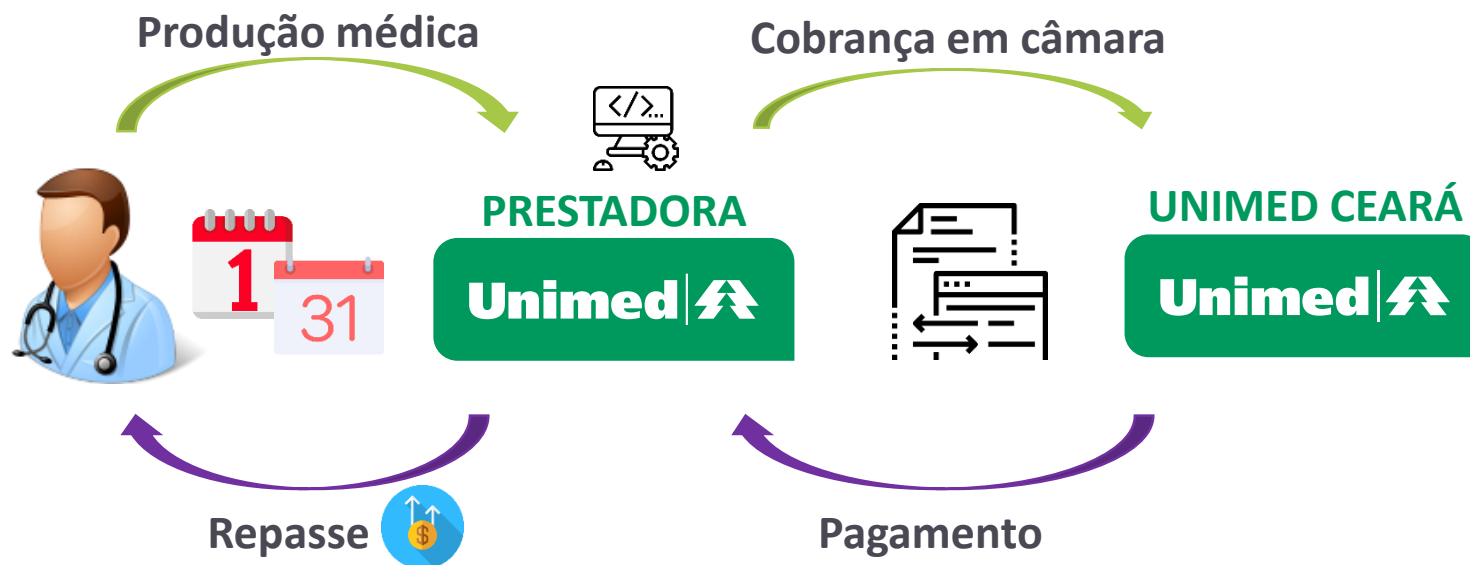 Produção médica
Cobrança em câmara
</>...
PRESTADORA
UNIMED CEARÁ
1
31
Unimed
Unimed
Repasse
$
Pagamento